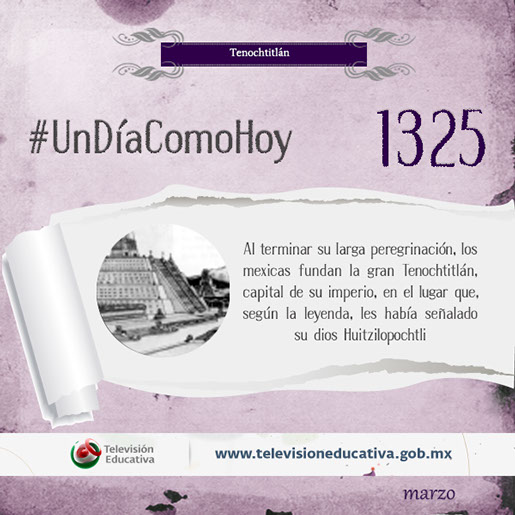 Tenochtitlán
#UnDíaComoHoy
1325
Al terminar su larga peregrinación, los
mexicas fundan la gran Tenochtitlán,
capital de su imperio, en el lugar que,
según la leyenda, les había señalado
su dios Huitzilopochtli
Televisión
Educativa
www.televisioneducativa.gob.mx
marzo